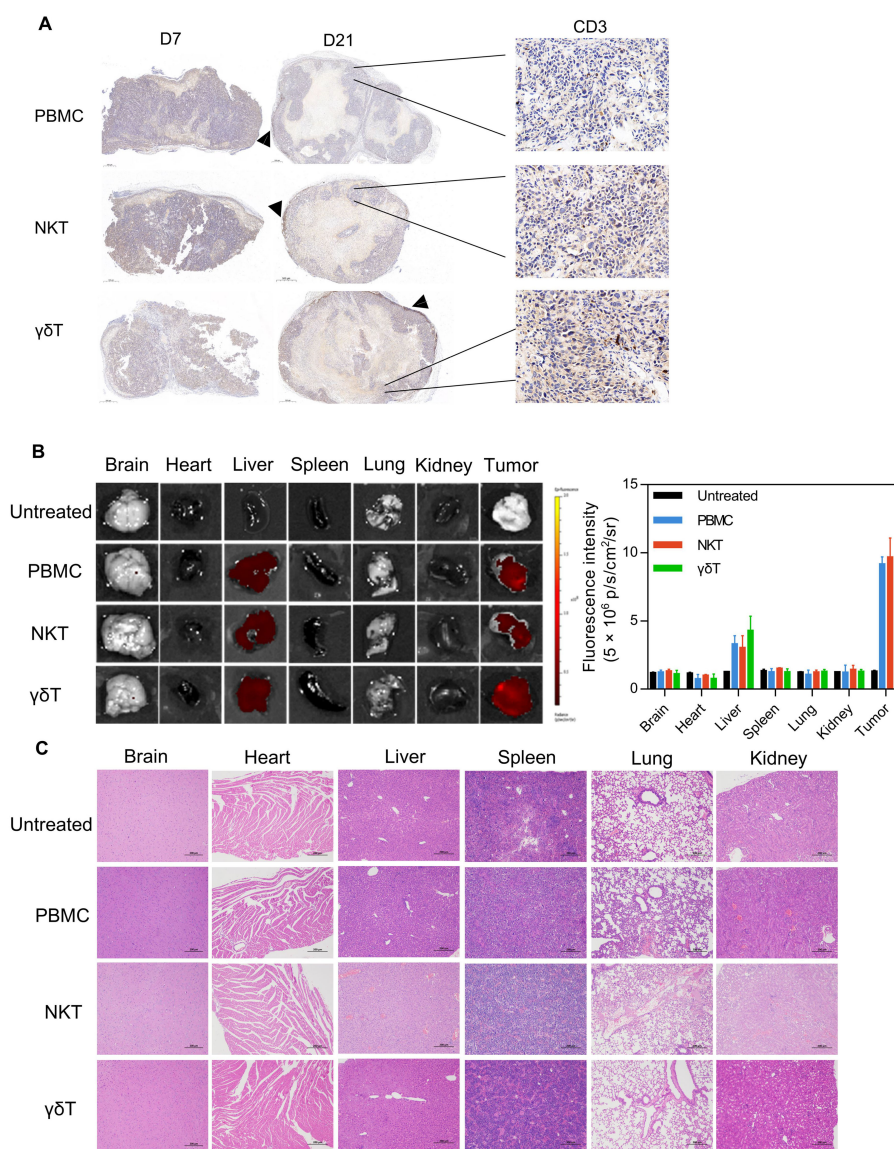 A
D7
D21
CD3
PBMC
NKT
γδT
B
Brain Heart Liver Spleen Lung Kidney Tumor
Untreated
PBMC
NKT
γδT
Fluorescence intensity
(5 × 10⁶ p/s/cm²/sr)
15
10
5
0
Untreated
PBMC
NKT
γδT
Brain
Heart
Liver
Spleen
Lung
Kidney
Tumor
C
Brain Heart Liver Spleen Lung Kidney
Untreated
PBMC
NKT
γδT